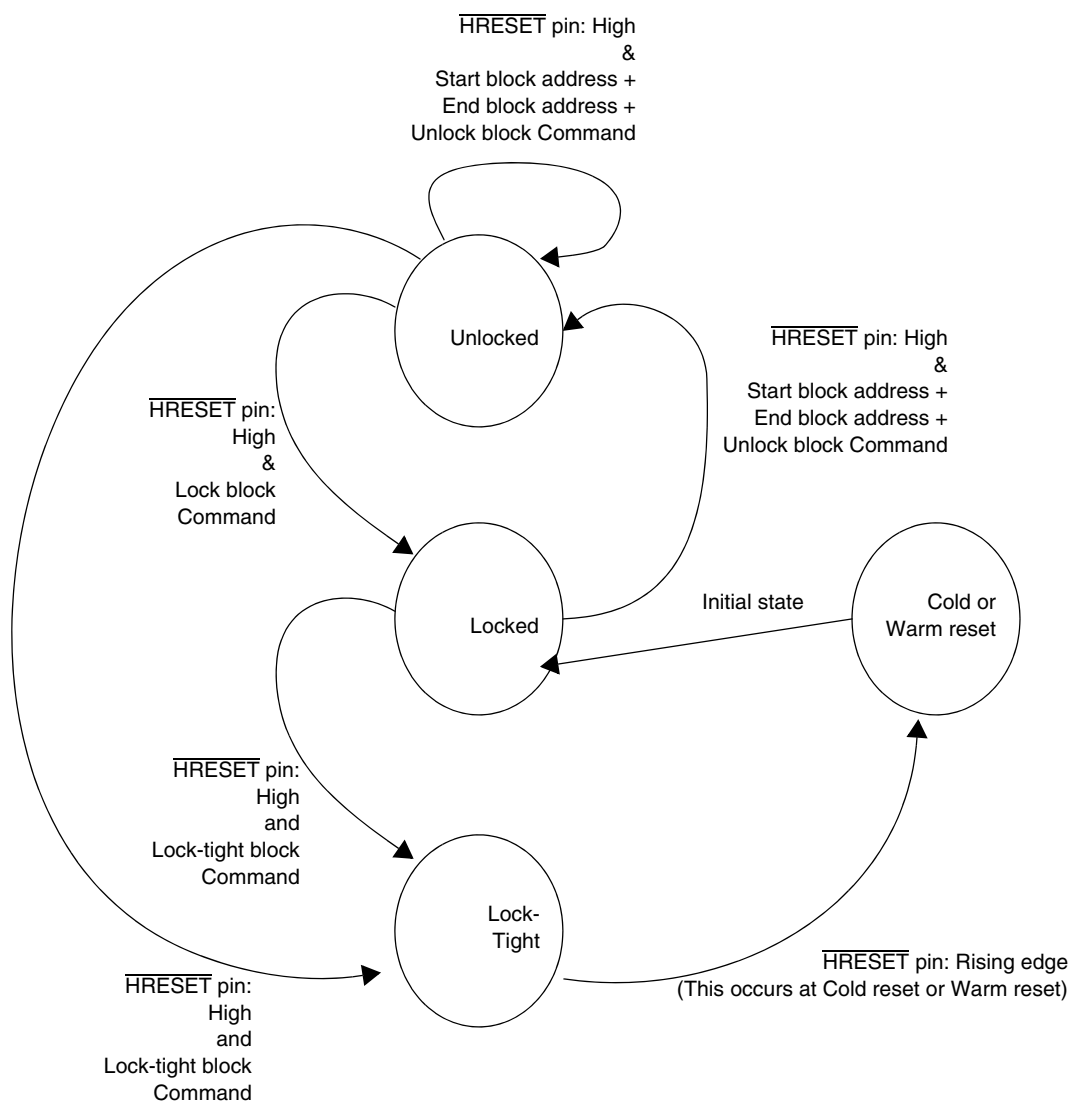 HRESET pin: High
&
Start block address +
End block address +
Unlock block Command
Unlocked
HRESET pin: High
&
Start block address +
End block address +
Unlock block Command
HRESET pin:
High
&
Lock block
Command
Locked
Initial state
Cold or
Warm reset
HRESET pin:
High
and
Lock-tight block
Command
Lock-
Tight
HRESET pin: Rising edge
(This occurs at Cold reset or Warm reset)
HRESET pin:
High
and
Lock-tight block
Command